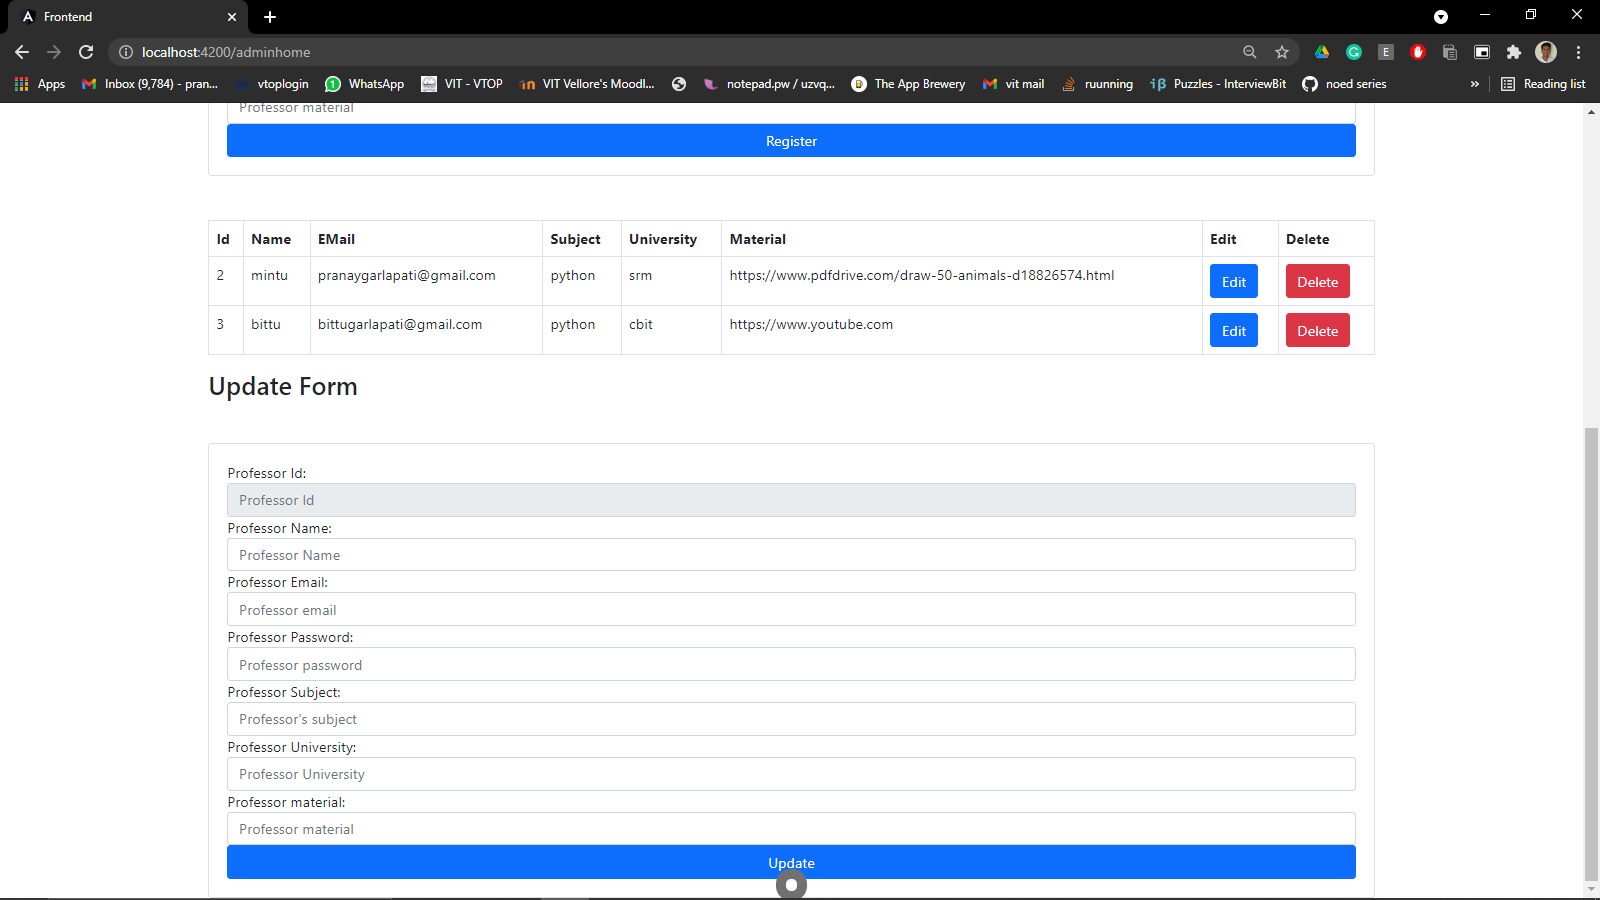 Frontend
localhost:4200/adminhome
Apps Inbox (9,784) - pran... vtoplogin WhatsApp VIT - VTOP VIT Vellore's Moodl... notepad.pw / uzvq... The App Brewery vit mail ruunning Puzzles - InterviewBit noed series » Reading list
Professor material
Register
Id Name EMail Subject University Material Edit Delete
2 mintu pranaygarlapati@gmail.com python srm https://www.pdfdrive.com/draw-50-animals-d18826574.html Edit Delete
3 bittu bittugarlapati@gmail.com python cbit https://www.youtube.com Edit Delete
Update Form
Professor Id:
Professor Id
Professor Name:
Professor Name
Professor Email:
Professor email
Professor Password:
Professor password
Professor Subject:
Professor's subject
Professor University:
Professor University
Professor material:
Professor material
Update